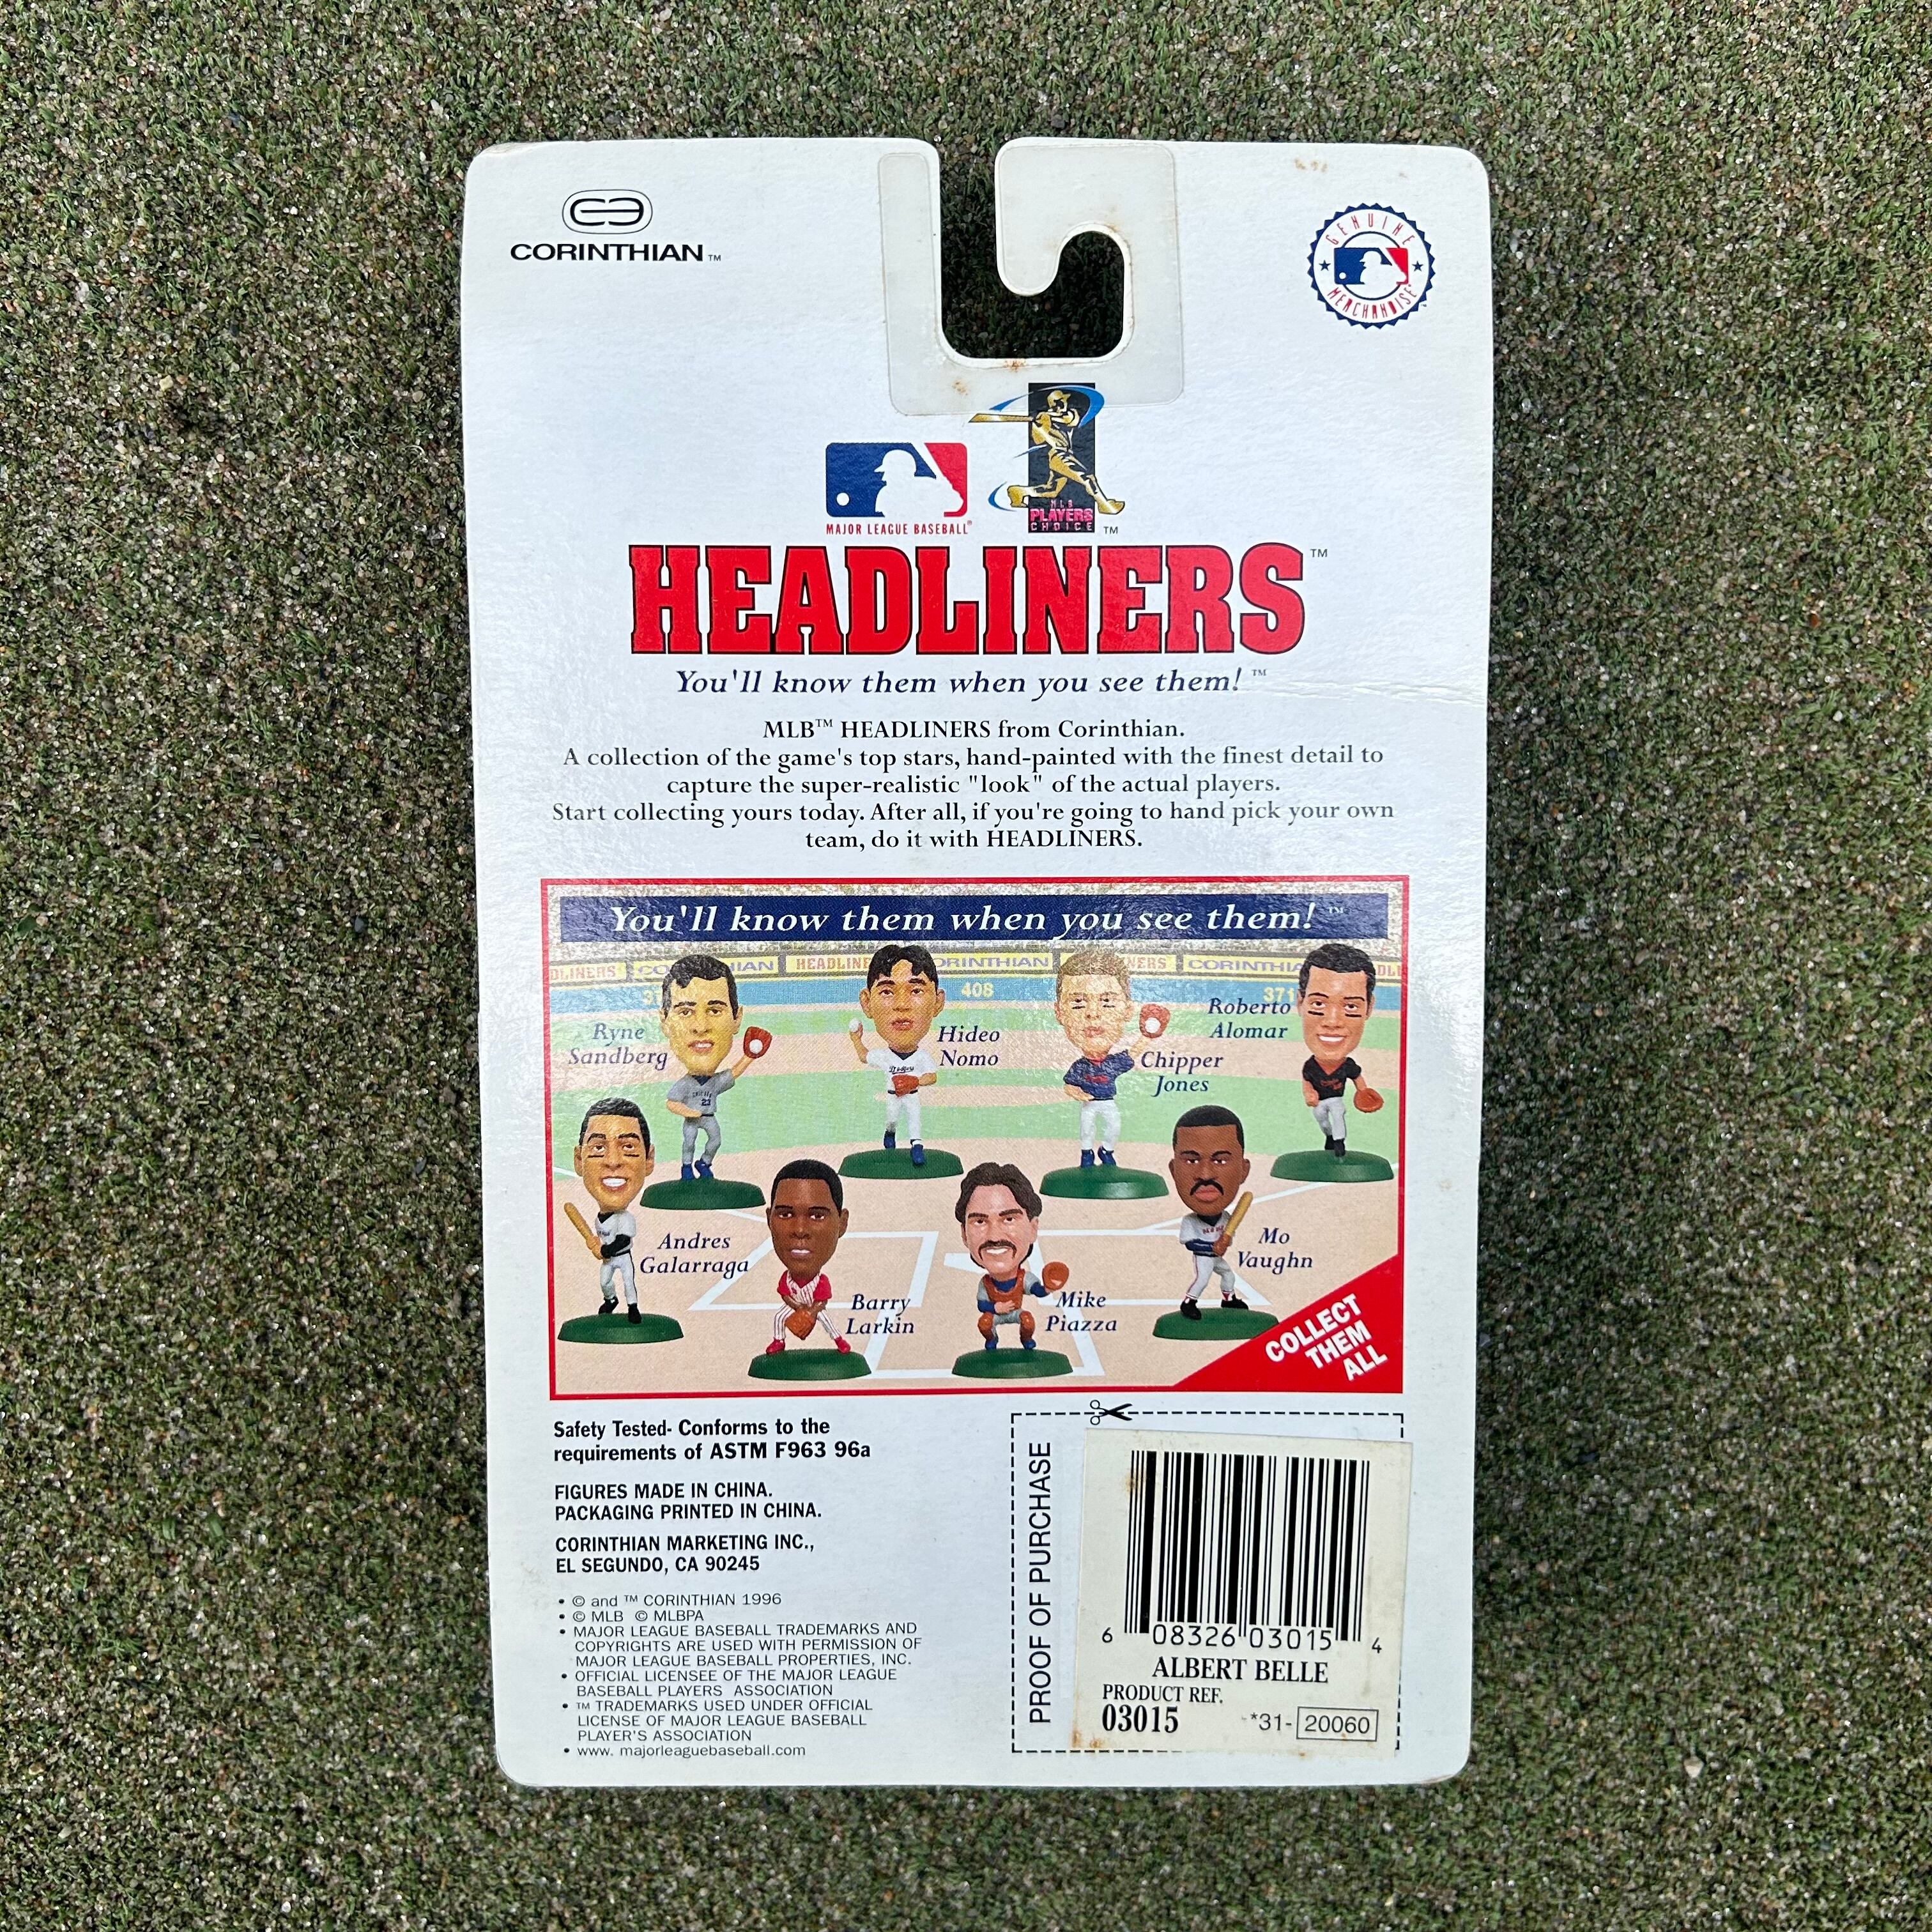 CORINTHIAN™
GENUINE
MERCHANDISE
MAJOR LEAGUE BASEBALL®
MLB
PLAYERS
CHOICE ™
HEADLINERS™
You'll know them when you see them! ™
MLB™ HEADLINERS from Corinthian.
A collection of the game's top stars, hand-painted with the finest detail to
capture the super-realistic "look" of the actual players.
Start collecting yours today. After all, if you're going to hand pick your own
team, do it with HEADLINERS.
You'll know them when you see them! ™
408
371
Ryne
Sandberg
Hideo
Nomo
Chipper
Jones
Roberto
Alomar
Andres
Galarraga
Barry
Larkin
Mike
Piazza
Mo
Vaughn
COLLECT
THEM
ALL
Safety Tested- Conforms to the
requirements of ASTM F963 96a
FIGURES MADE IN CHINA.
PACKAGING PRINTED IN CHINA.
CORINTHIAN MARKETING INC.,
EL SEGUNDO, CA 90245
• © and ™ CORINTHIAN 1996
• © MLB © MLBPA
• MAJOR LEAGUE BASEBALL TRADEMARKS AND
COPYRIGHTS ARE USED WITH PERMISSION OF
MAJOR LEAGUE BASEBALL PROPERTIES, INC.
• OFFICIAL LICENSEE OF THE MAJOR LEAGUE
BASEBALL PLAYERS ASSOCIATION
• ™ TRADEMARKS USED UNDER OFFICIAL
LICENSE OF MAJOR LEAGUE BASEBALL
PLAYER'S ASSOCIATION
• www. majorleaguebaseball.com
PROOF OF PURCHASE
6 08326 03015 4
ALBERT BELLE
PRODUCT REF.
03015
*31- 20060